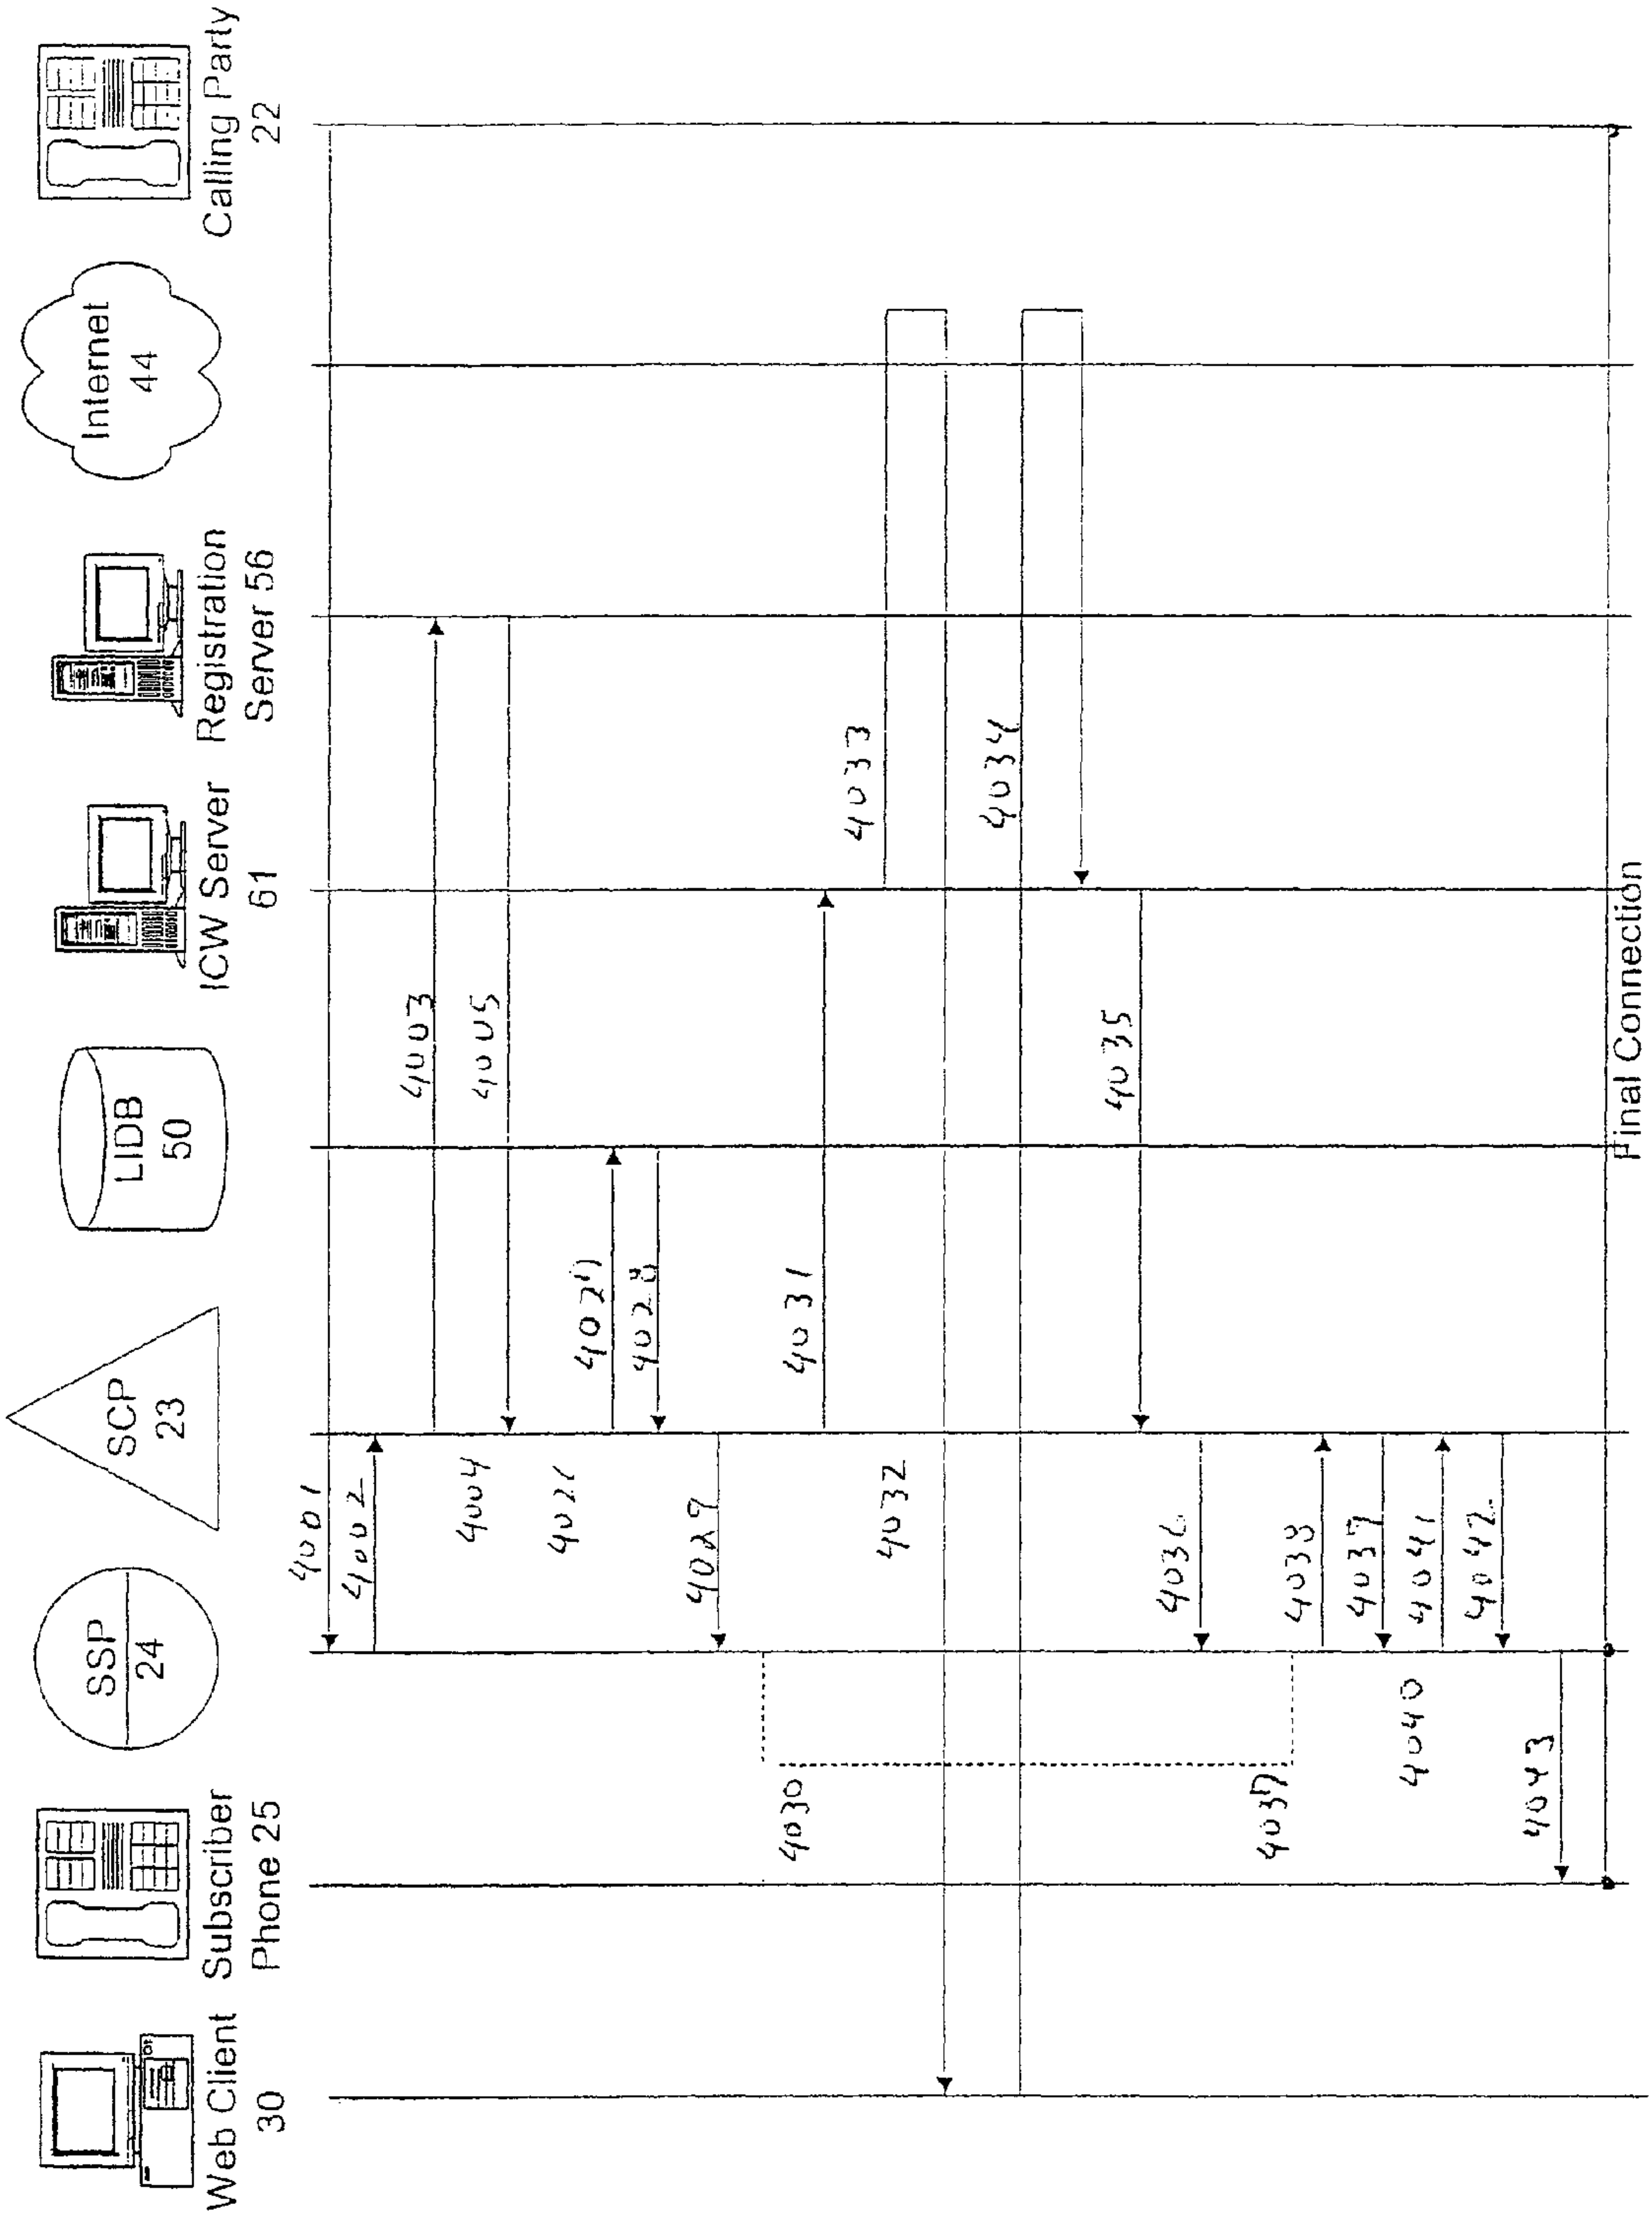 Web Client
30
Subscriber
Phone 25
SSP
24
SCP
23
LIDB
50
ICW Server
61
Registration
Server 56
Internet
44
Calling Party
22
4001
4002
4003
4004
4005
4021
4028
4029
4030
4031
4032
4033
4034
4035
4036
4037
4038
4040
4041
4042
4043
Final Connection